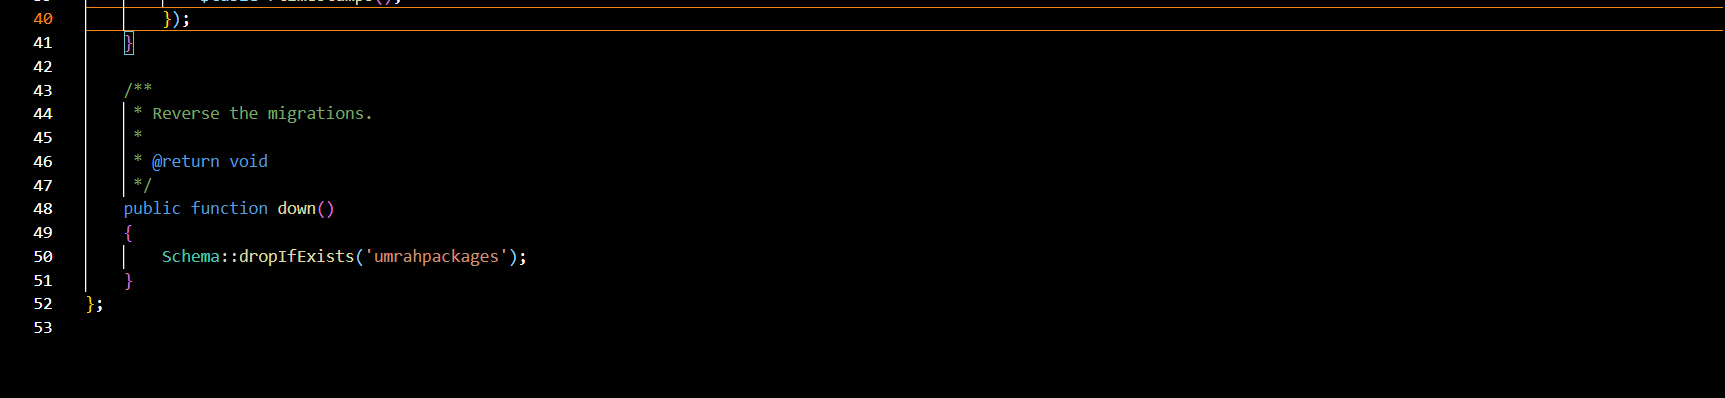 40 });
41 }
42
43 /**
44 * Reverse the migrations.
45 *
46 * @return void
47 */
48 public function down()
49 {
50 Schema::dropIfExists('umrahpackages');
51 }
52 };
53